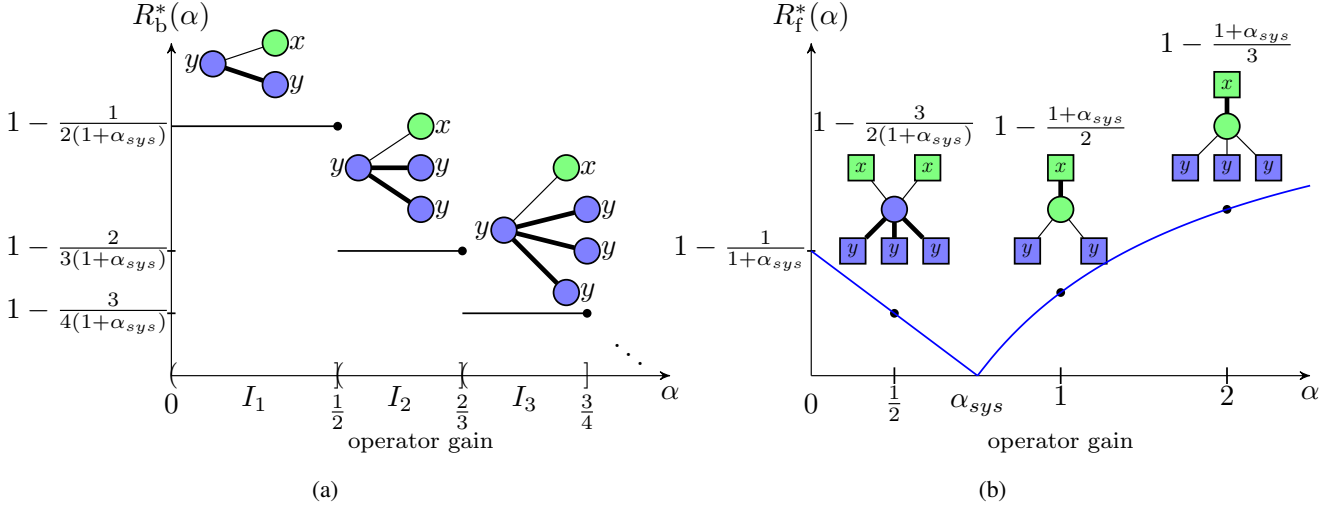 R*_b(α)
y
x
y
1 − 1/(2(1+α_sys))
y
x
y
y
1 − 2/(3(1+α_sys))
y
x
y
y
y
1 − 3/(4(1+α_sys))
⋱
( ]( ]( ]
0 I_1 1/2 I_2 2/3 I_3 3/4 α
operator gain
(a)
R*_f(α)
1 − (1+α_sys)/3
x
y y y
1 − 3/(2(1+α_sys))
x x
y y y
1 − (1+α_sys)/2
x
y y
1 − 1/(1+α_sys)
0 1/2 α_sys 1 2 α
operator gain
(b)